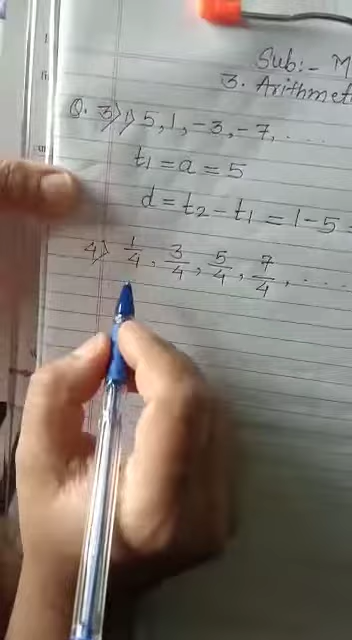 Sub:- M
3. Arithmet
Q. 3) 1) 5, 1, -3, -7, ....
t₁ = a = 5
d = t₂ - t₁ = 1 - 5 =
4) 1/4, 3/4, 5/4, 7/4, ....